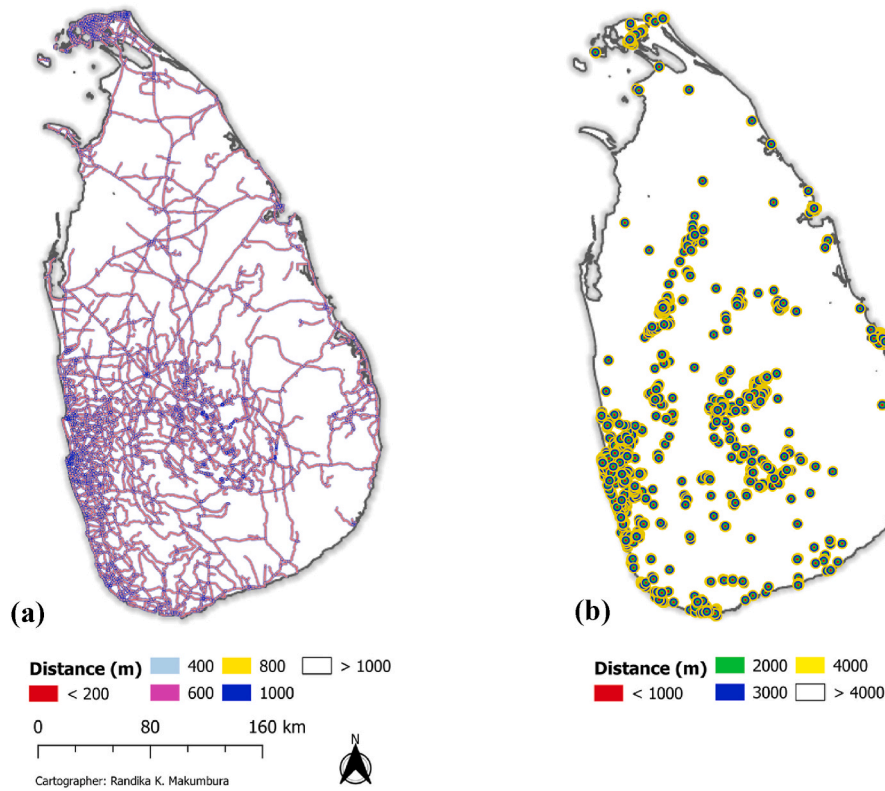 (a)
(b)
Distance (m)
400
800
> 1000
< 200
600
1000
0
80
160 km
N
Cartographer: Randika K. Makumbura
Distance (m)
2000
4000
< 1000
3000
> 4000